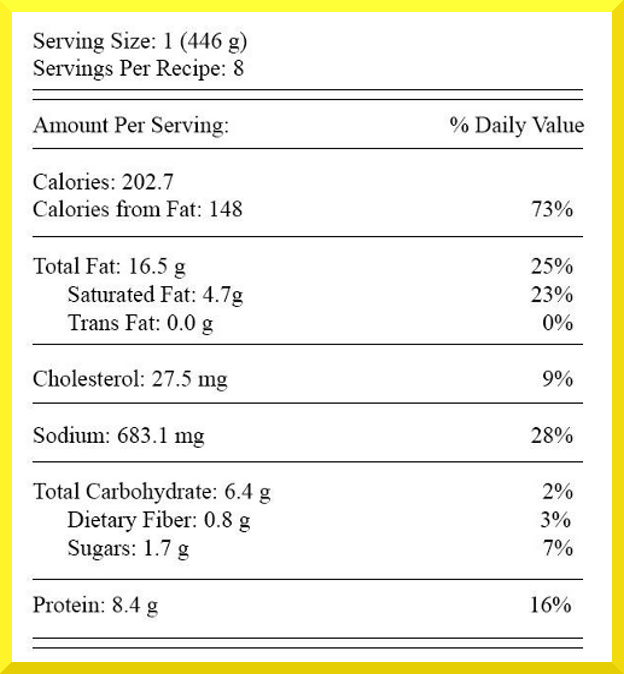 Serving Size: 1 (446 g)
Servings Per Recipe: 8
Amount Per Serving: % Daily Value
Calories: 202.7
Calories from Fat: 148 73%
Total Fat: 16.5 g 25%
Saturated Fat: 4.7g 23%
Trans Fat: 0.0 g 0%
Cholesterol: 27.5 mg 9%
Sodium: 683.1 mg 28%
Total Carbohydrate: 6.4 g 2%
Dietary Fiber: 0.8 g 3%
Sugars: 1.7 g 7%
Protein: 8.4 g 16%